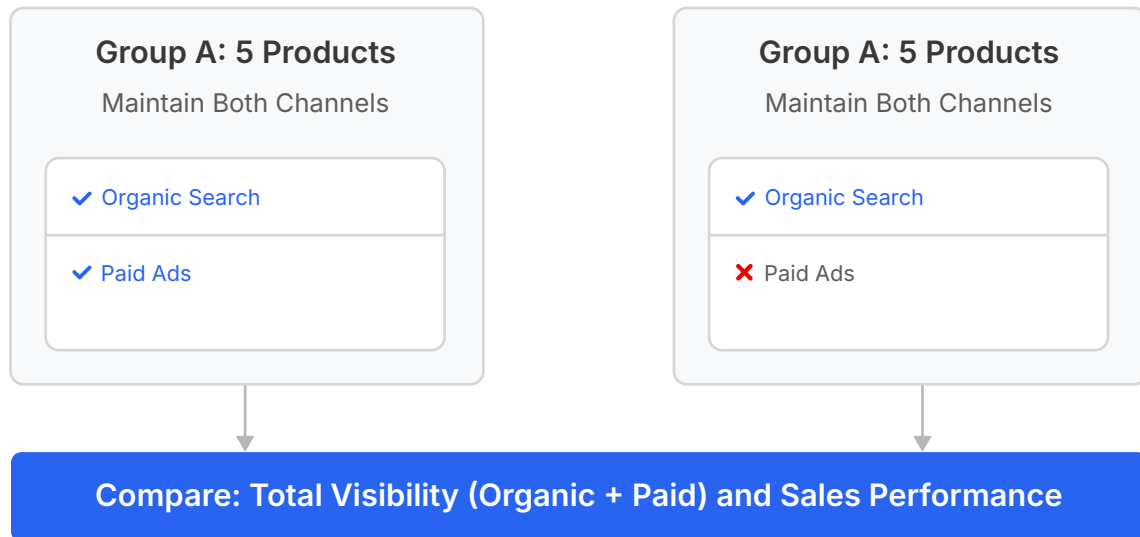 Group A: 5 Products
Maintain Both Channels
Organic Search
Paid Ads
Group A: 5 Products
Maintain Both Channels
Organic Search
Paid Ads
Compare: Total Visibility (Organic + Paid) and Sales Performance